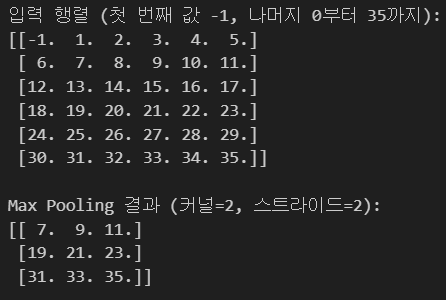 입력 행렬 (첫 번째 값 -1, 나머지 0부터 35까지):
[[-1.  1.  2.  3.  4.  5.]
 [ 6.  7.  8.  9. 10. 11.]
 [12. 13. 14. 15. 16. 17.]
 [18. 19. 20. 21. 22. 23.]
 [24. 25. 26. 27. 28. 29.]
 [30. 31. 32. 33. 34. 35.]]

Max Pooling 결과 (커널=2, 스트라이드=2):
[[ 7.  9. 11.]
 [19. 21. 23.]
 [31. 33. 35.]]